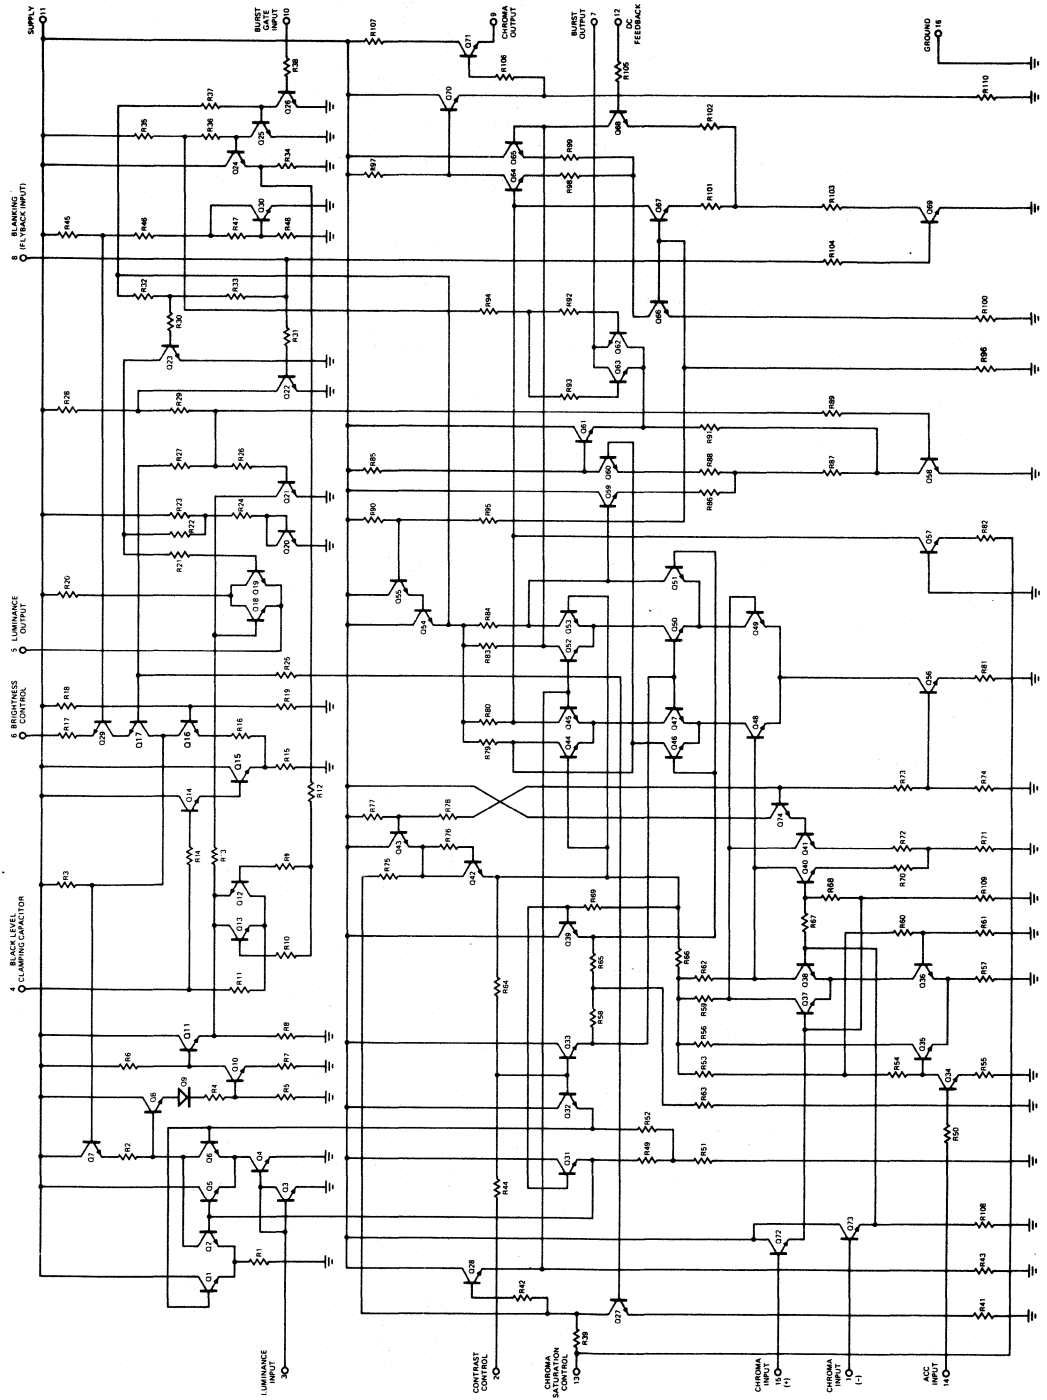 SUPPLY
11
BURST
GATE
INPUT
10
CHROMA
OUTPUT
9
BURST
OUTPUT
7
DC
FEEDBACK
12
GROUND
16
BLANKING
(FLYBACK INPUT)
8
LUMINANCE
OUTPUT
5
BRIGHTNESS
CONTROL
6
BLACK LEVEL
CLAMPING CAPACITOR
4
LUMINANCE
INPUT
3
CONTRAST
CONTROL
2
CHROMA
SATURATION
CONTROL
13
CHROMA
INPUT
(+)
15
CHROMA
INPUT
(−)
1
ACC
INPUT
14
R107
Q71
R106
R38
Q26
R37
Q70
R105
Q68
R102
R110
R35
R36
Q25
Q24
R34
R97
Q65
Q64
R99
R98
Q30
R45
R46
R47
R48
Q67
R101
R103
Q69
R104
R32
R33
R30
R31
Q23
Q22
R94
R92
R93
Q62
Q63
Q66
R100
R96
R28
R29
R89
R27
R26
Q21
R85
Q61
Q60
Q59
R91
R88
R86
R87
Q58
R23
R22
R24
R21
Q20
R90
R95
Q57
R82
R20
Q19
Q18
Q55
Q54
Q51
R84
R83
Q53
Q52
Q50
Q49
R25
R18
R17
R19
Q29
Q17
Q16
R16
R80
R79
Q45
Q44
Q47
Q46
Q48
Q56
R81
Q15
R15
Q14
R14
R12
R77
R78
Q43
R76
R75
Q42
Q74
R73
R74
R3
R13
Q12
Q13
R9
R10
R11
Q41
Q40
R72
R71
R70
R68
R67
R109
R69
Q39
R66
R65
R64
R62
R60
R61
Q38
Q37
Q36
R57
R59
Q11
R8
R6
Q10
R7
R58
Q33
R56
Q35
R53
R54
Q34
R55
R63
Q8
Q9
R4
R5
Q32
R52
R50
Q7
R2
Q6
Q5
Q4
Q3
Q31
R49
R51
R44
Q2
Q1
R1
Q72
Q73
R108
Q28
R42
R43
R39
Q27
R41